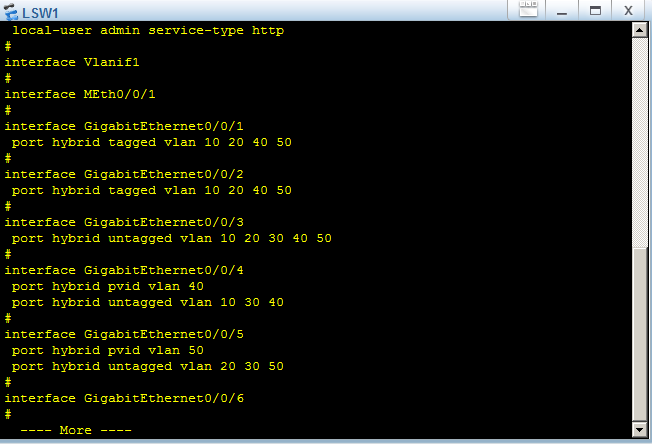 LSW1
local-user admin service-type http
#
interface Vlanif1
#
interface MEth0/0/1
#
interface GigabitEthernet0/0/1
port hybrid tagged vlan 10 20 40 50
#
interface GigabitEthernet0/0/2
port hybrid tagged vlan 10 20 40 50
#
interface GigabitEthernet0/0/3
port hybrid untagged vlan 10 20 30 40 50
#
interface GigabitEthernet0/0/4
port hybrid pvid vlan 40
port hybrid untagged vlan 10 30 40
#
interface GigabitEthernet0/0/5
port hybrid pvid vlan 50
port hybrid untagged vlan 20 30 50
#
interface GigabitEthernet0/0/6
#
---- More ----